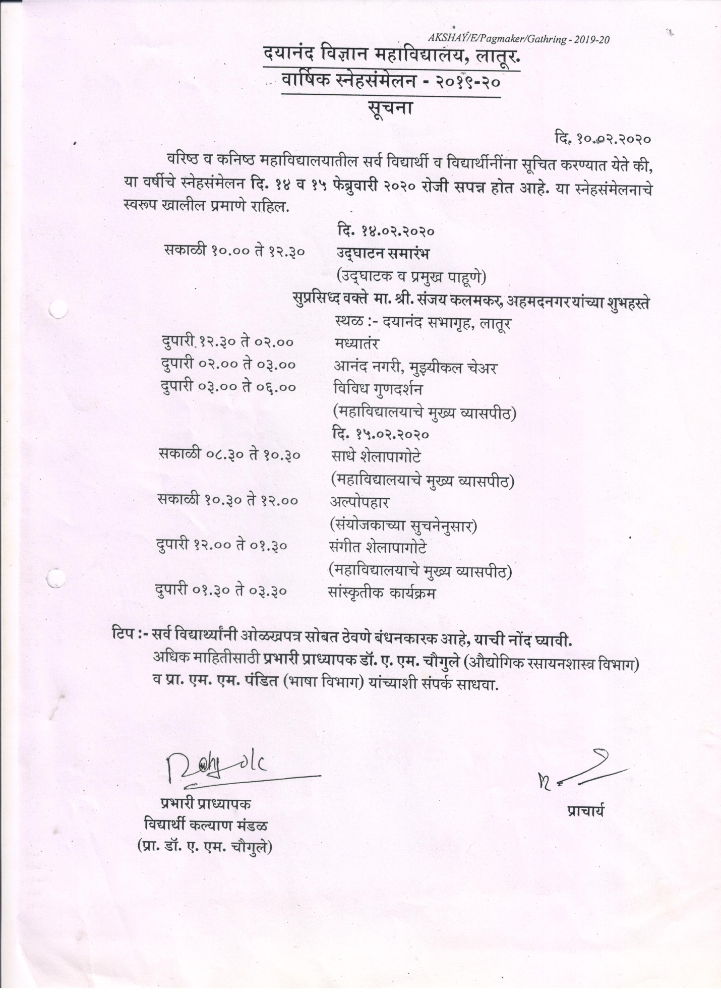 AKSHAY/E/Pagmaker/Gathring - 2019-20
दयानंद विज्ञान महाविद्यालय, लातूर.
वार्षिक स्नेहसंमेलन - २०१९-२०
सूचना
दि. १०.०२.२०२०
वरिष्ठ व कनिष्ठ महाविद्यालयातील सर्व विद्यार्थी व विद्यार्थीनींना सूचित करण्यात येते की,
या वर्षीचे स्नेहसंमेलन दि. १४ व १५ फेब्रुवारी २०२० रोजी सपन्न होत आहे. या स्नेहसंमेलनाचे
स्वरूप खालील प्रमाणे राहिल.
दि. १४.०२.२०२०
सकाळी १०.०० ते १२.३० उद्‌घाटन समारंभ
(उद्‌घाटक व प्रमुख पाहूणे)
सुप्रसिध्द वक्ते मा. श्री. संजय कलमकर, अहमदनगर यांच्या शुभहस्ते
स्थळ :- दयानंद सभागृह, लातूर
दुपारी १२.३० ते ०२.०० मध्यातंर
दुपारी ०२.०० ते ०३.०० आनंद नगरी, मुझ्यीकल चेअर
दुपारी ०३.०० ते ०६.०० विविध गुणदर्शन
(महाविद्यालयाचे मुख्य व्यासपीठ)
दि. १५.०२.२०२०
सकाळी ०८.३० ते १०.३० साधे शेलापागोटे
(महाविद्यालयाचे मुख्य व्यासपीठ)
सकाळी १०.३० ते १२.०० अल्पोपहार
(संयोजकाच्या सुचनेनुसार)
दुपारी १२.०० ते ०१.३० संगीत शेलापागोटे
(महाविद्यालयाचे मुख्य व्यासपीठ)
दुपारी ०१.३० ते ०३.३० सांस्कृतीक कार्यक्रम
टिप :- सर्व विद्यार्थ्यांनी ओळखपत्र सोबत ठेवणे बंधनकारक आहे, याची नोंद घ्यावी.
अधिक माहितीसाठी प्रभारी प्राध्यापक डॉ. ए. एम. चौगुले (औद्योगिक रसायनशास्त्र विभाग)
व प्रा. एम. एम. पंडित (भाषा विभाग) यांच्याशी संपर्क साधवा.
प्रभारी प्राध्यापक
प्राचार्य
विद्यार्थी कल्याण मंडळ
(प्रा. डॉ. ए. एम. चौगुले)